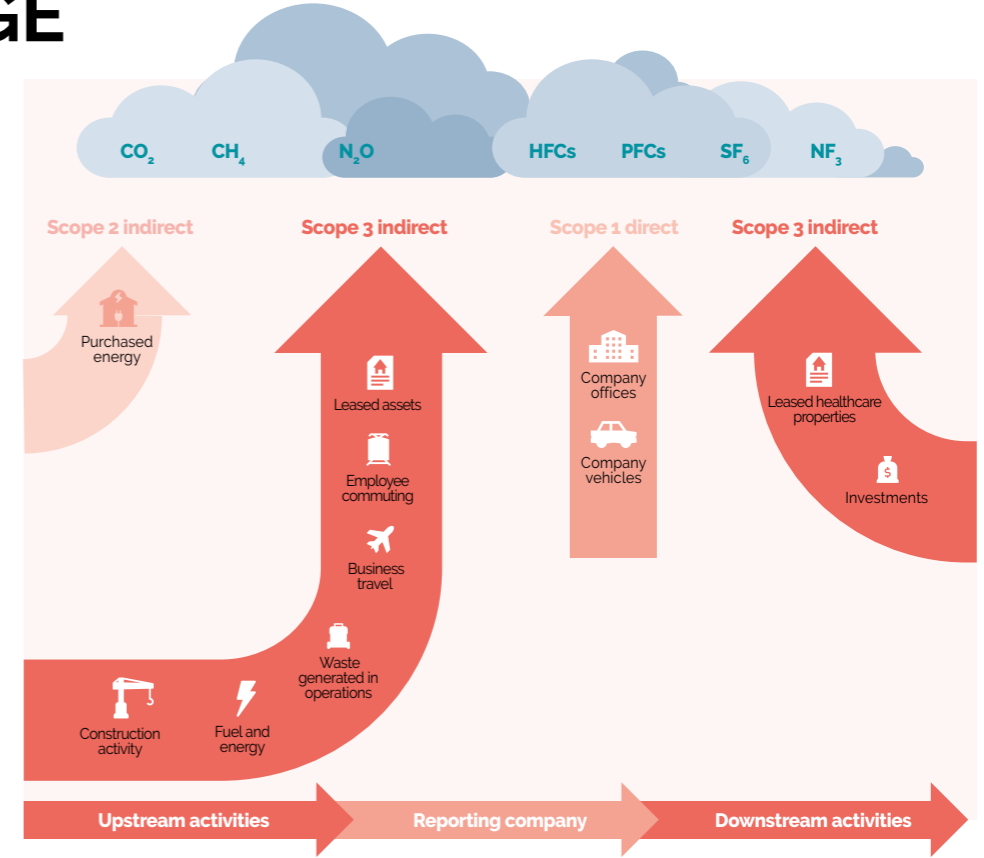 GE
CO₂ CH₄ N₂O HFCs PFCs SF₆ NF₃
Scope 2 indirect
Purchased
energy
Scope 3 indirect
Leased assets
Employee
commuting
Business
travel
Waste
generated in
operations
Fuel and
energy
Construction
activity
Scope 1 direct
Company
offices
Company
vehicles
Scope 3 indirect
Leased healthcare
properties
$
Investments
Upstream activities
Reporting company
Downstream activities